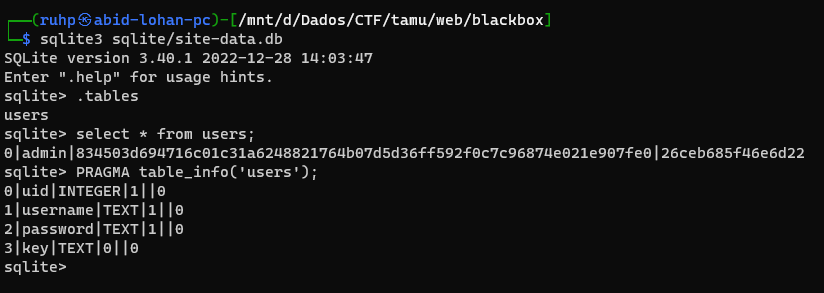 ┌──(ruhp㉿abid-lohan-pc)-[/mnt/d/Dados/CTF/tamu/web/blackbox]
└─$ sqlite3 sqlite/site-data.db
SQLite version 3.40.1 2022-12-28 14:03:47
Enter ".help" for usage hints.
sqlite> .tables
users
sqlite> select * from users;
0|admin|834503d694716c01c31a6248821764b07d5d36ff592f0c7c96874e021e907fe0|26ceb685f46e6d22
sqlite> PRAGMA table_info('users');
0|uid|INTEGER|1||0
1|username|TEXT|1||0
2|password|TEXT|1||0
3|key|TEXT|0||0
sqlite>